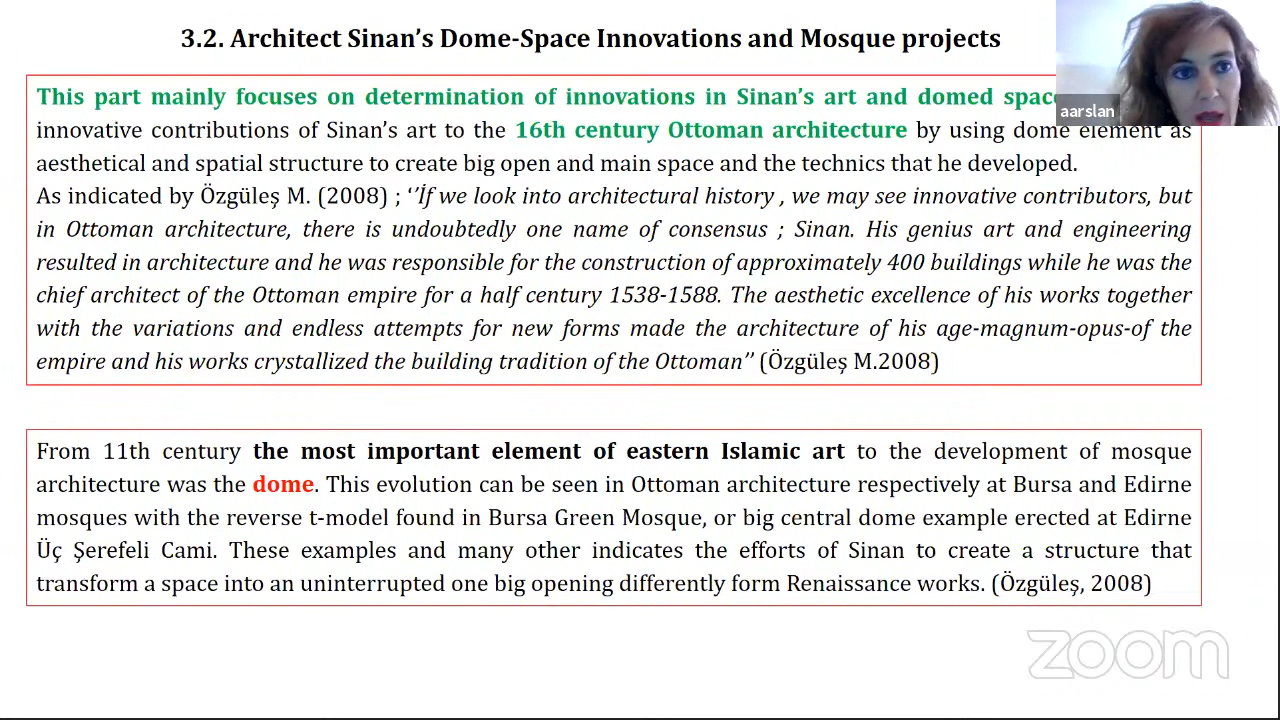 3.2. Architect Sinan's Dome-Space Innovations and Mosque projects
This part mainly focuses on determination of innovations in Sinan's art and domed space
aarslan
innovative contributions of Sinan's art to the 16th century Ottoman architecture by using dome element as
aesthetical and spatial structure to create big open and main space and the technics that he developed.
As indicated by Özgüleş M. (2008) ; ‘’İf we look into architectural history , we may see innovative contributors, but
in Ottoman architecture, there is undoubtedly one name of consensus ; Sinan. His genius art and engineering
resulted in architecture and he was responsible for the construction of approximately 400 buildings while he was the
chief architect of the Ottoman empire for a half century 1538-1588. The aesthetic excellence of his works together
with the variations and endless attempts for new forms made the architecture of his age-magnum-opus-of the
empire and his works crystallized the building tradition of the Ottoman’’ (Özgüleş M.2008)
From 11th century the most important element of eastern Islamic art to the development of mosque
architecture was the dome. This evolution can be seen in Ottoman architecture respectively at Bursa and Edirne
mosques with the reverse t-model found in Bursa Green Mosque, or big central dome example erected at Edirne
Üç Şerefeli Cami. These examples and many other indicates the efforts of Sinan to create a structure that
transform a space into an uninterrupted one big opening differently form Renaissance works. (Özgüleş, 2008)
zoom